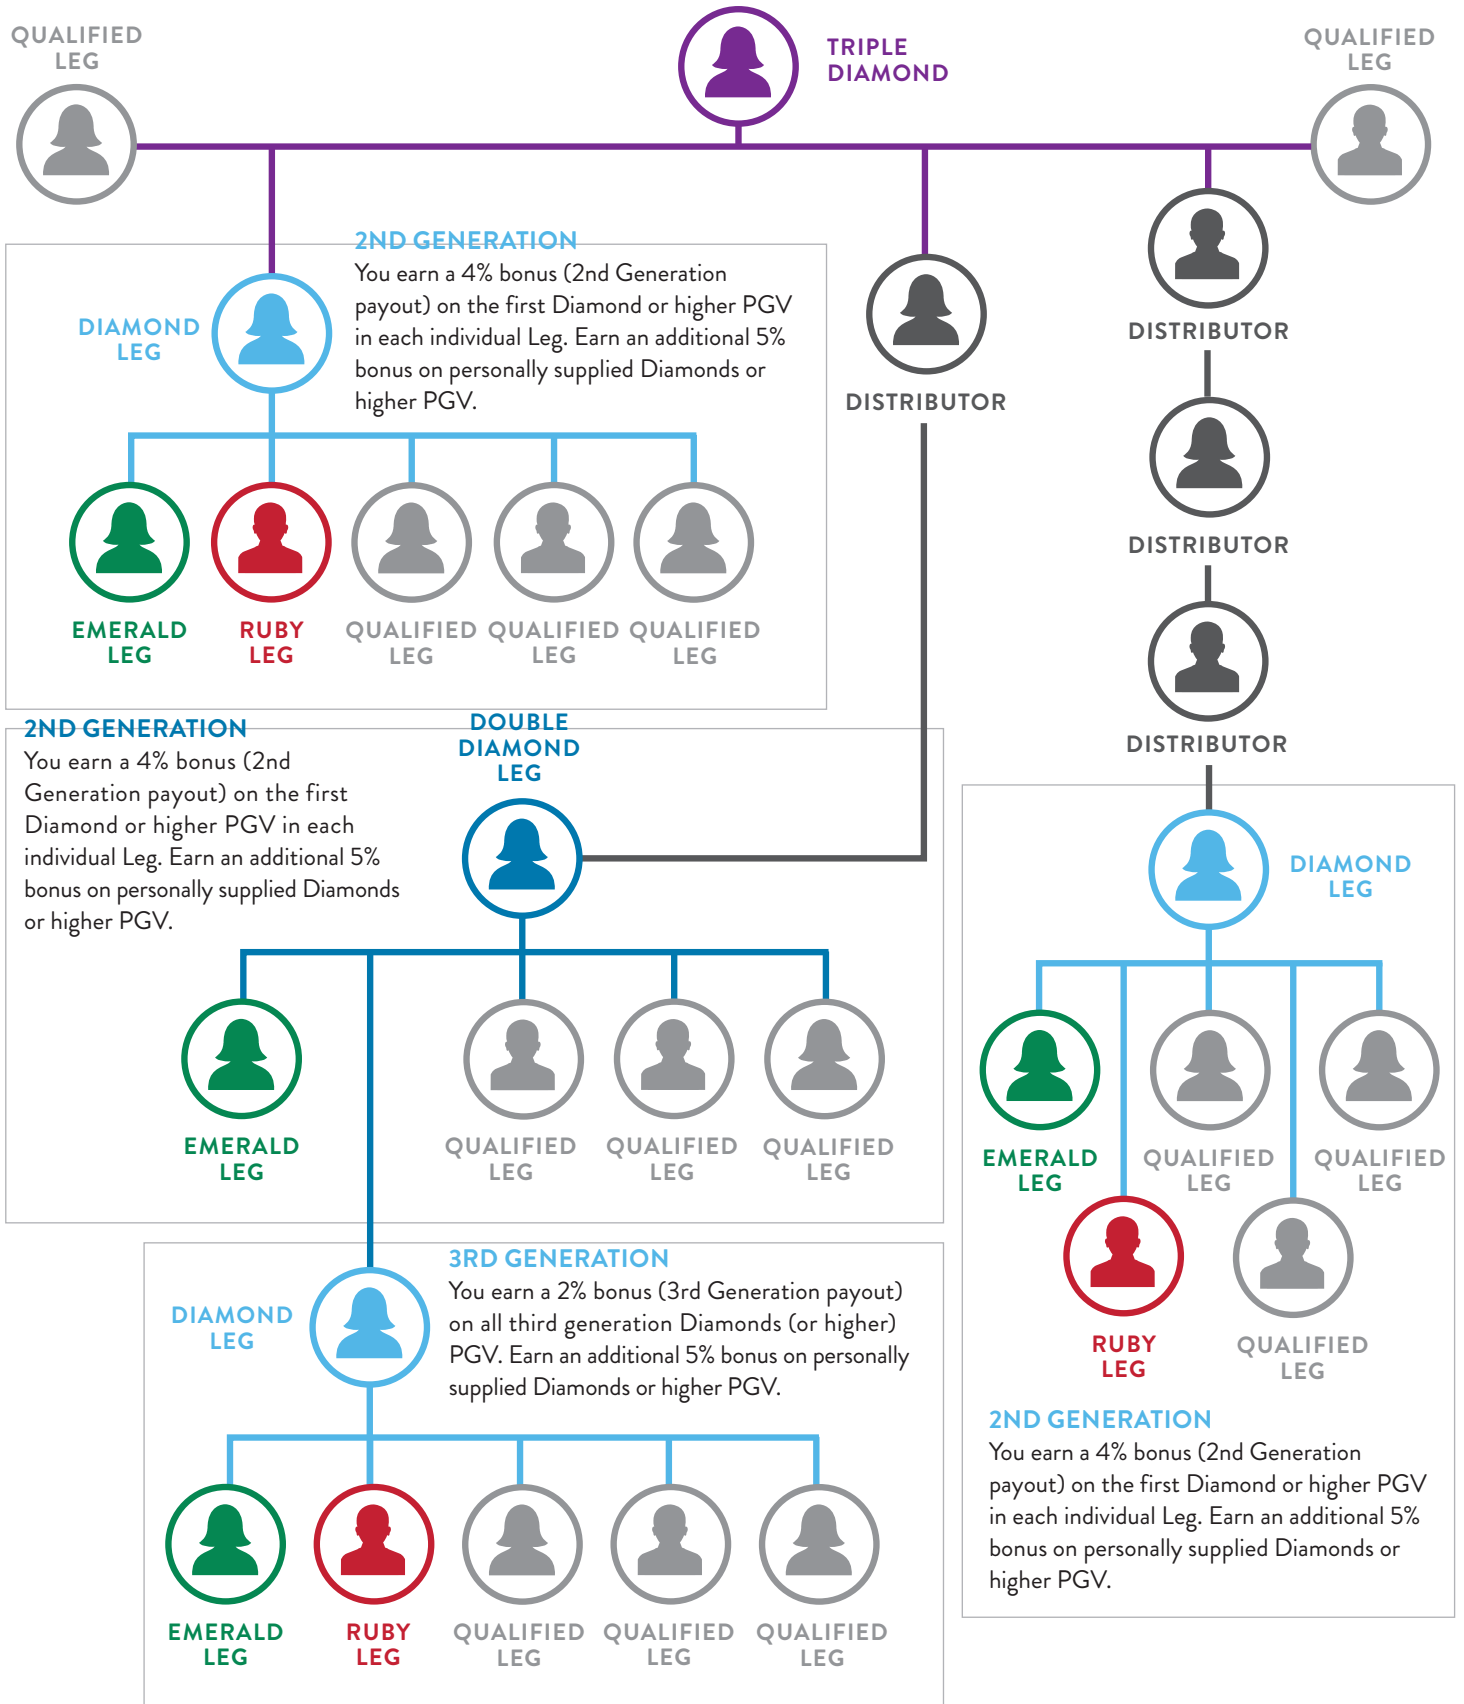 QUALIFIED
LEG
TRIPLE
DIAMOND
QUALIFIED
LEG
2ND GENERATION
You earn a 4% bonus (2nd Generation
payout) on the first Diamond or higher PGV
in each individual Leg. Earn an additional 5%
bonus on personally supplied Diamonds or
higher PGV.
DIAMOND
LEG
DISTRIBUTOR
DISTRIBUTOR
DISTRIBUTOR
DISTRIBUTOR
EMERALD
LEG
RUBY
LEG
QUALIFIED
LEG
QUALIFIED
LEG
QUALIFIED
LEG
2ND GENERATION
You earn a 4% bonus (2nd
Generation payout) on the first
Diamond or higher PGV in each
individual Leg. Earn an additional 5%
bonus on personally supplied Diamonds
or higher PGV.
DOUBLE
DIAMOND
LEG
EMERALD
LEG
QUALIFIED
LEG
QUALIFIED
LEG
QUALIFIED
LEG
DIAMOND
LEG
EMERALD
LEG
QUALIFIED
LEG
QUALIFIED
LEG
RUBY
LEG
QUALIFIED
LEG
2ND GENERATION
You earn a 4% bonus (2nd Generation
payout) on the first Diamond or higher PGV
in each individual Leg. Earn an additional 5%
bonus on personally supplied Diamonds or
higher PGV.
3RD GENERATION
You earn a 2% bonus (3rd Generation payout)
on all third generation Diamonds (or higher)
PGV. Earn an additional 5% bonus on personally
supplied Diamonds or higher PGV.
DIAMOND
LEG
EMERALD
LEG
RUBY
LEG
QUALIFIED
LEG
QUALIFIED
LEG
QUALIFIED
LEG